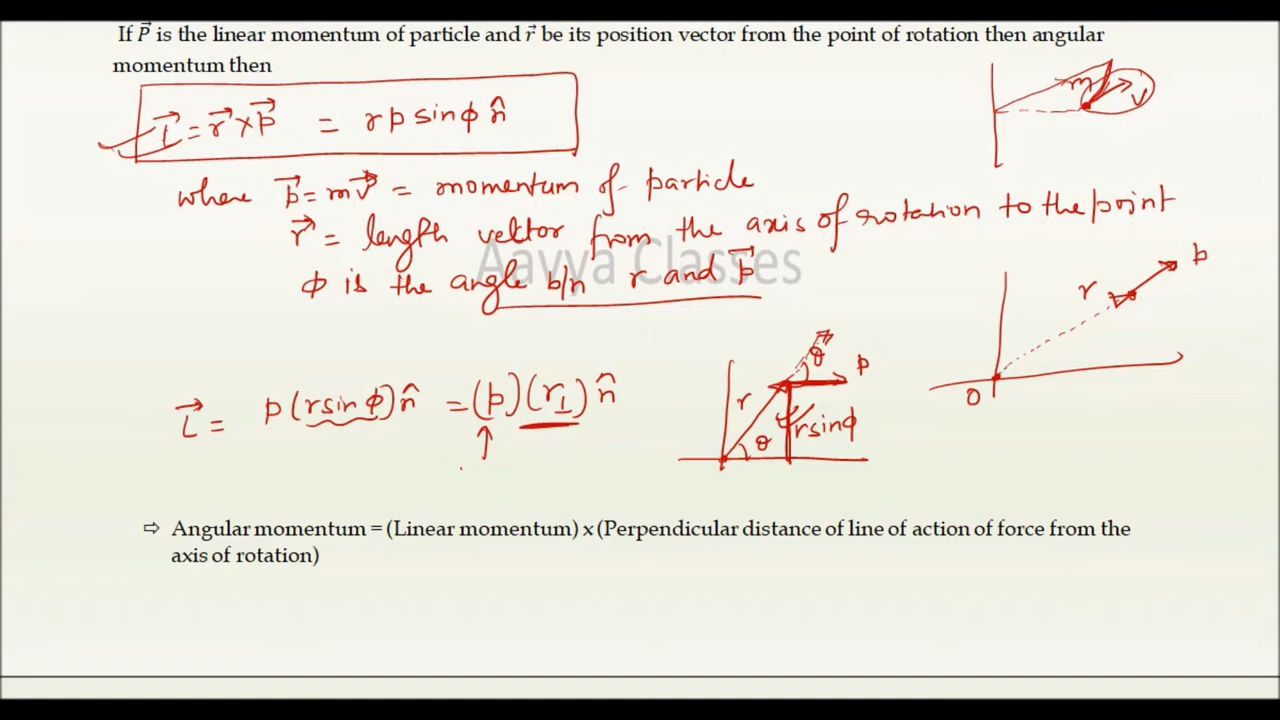 If P⃗ is the linear momentum of particle and r⃗ be its position vector from the point of rotation then angular
momentum then
L⃗ = r⃗ × p⃗ = rp sinϕ n̂
m
v
where p⃗ = mv⃗ = momentum of particle
r⃗ = length vector from the axis of rotation to the point
ϕ is the angle b/n r and p⃗
Aavya Classes
p
r
O
L⃗ = p(rsinϕ) n̂ = (p)(r⊥) n̂
θ
p
r
θ
rsinϕ
⇨ Angular momentum = (Linear momentum) x (Perpendicular distance of line of action of force from the
axis of rotation)